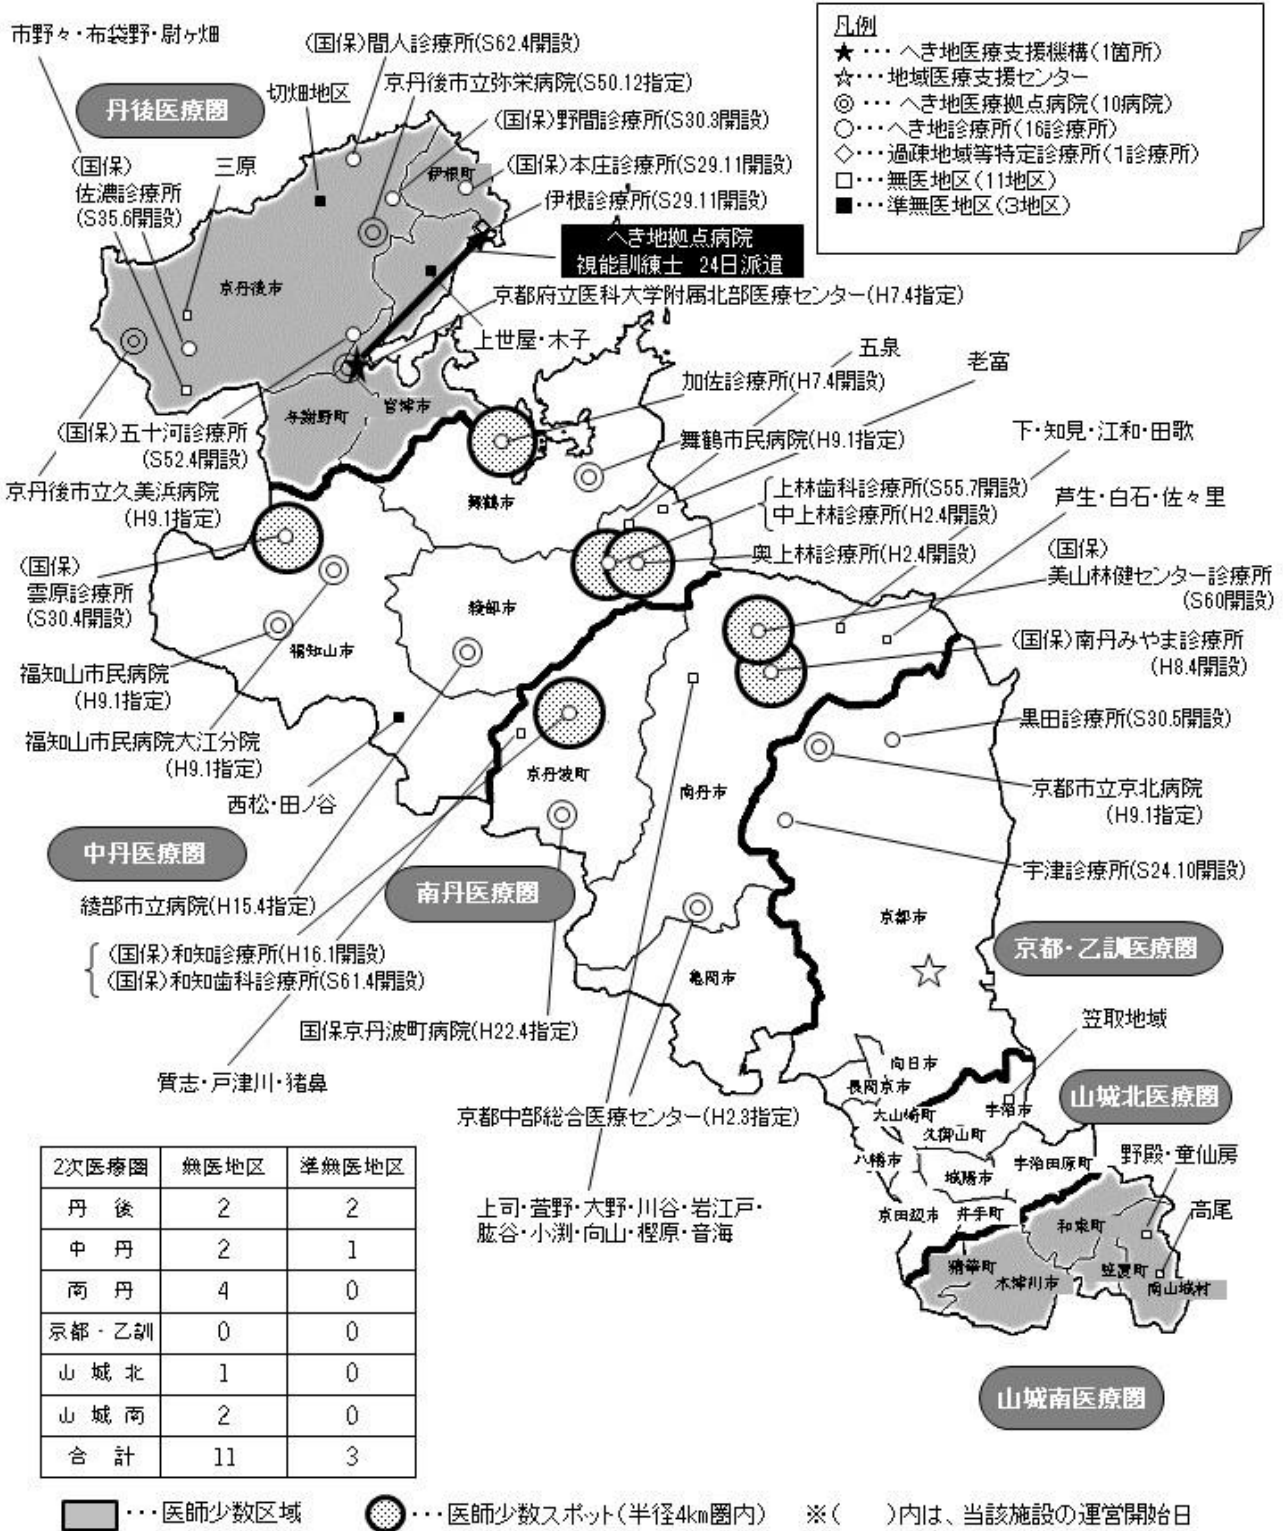 市野々・布袋野・尉ヶ畑
(国保)間人診療所(S62.4開設)
京丹後市立弥栄病院(S50.12指定)
切畑地区
丹後医療圏
(国保)野間診療所(S30.3開設)
(国保)
佐濃診療所
(S35.6開設)
三原
(国保)本庄診療所(S29.11開設)
伊根町
伊根診療所(S29.11開設)
へき地拠点病院
視能訓練士 24日派遣
京丹後市
京都府立医科大学附属北部医療センター(H7.4指定)
上世屋・木子
凡例
★・・・ へき地医療支援機構(1箇所)
☆・・・地域医療支援センター
◎・・・ へき地医療拠点病院(10病院)
○・・・へき地診療所(16診療所)
◇・・・過疎地域等特定診療所(1診療所)
□・・・無医地区(11地区)
■・・・準無医地区(3地区)
五泉
老富
加佐診療所(H7.4開設)
与謝野町
宮津市
(国保)五十河診療所
(S52.4開設)
舞鶴市民病院(H9.1指定)
下・知見・江和・田歌
京丹後市立久美浜病院
(H9.1指定)
舞鶴市
上林歯科診療所(S55.7開設)
中上林診療所(H2.4開設)
芦生・白石・佐々里
奥上林診療所(H2.4開設)
(国保)
美山林健センター診療所
(S60開設)
(国保)
雲原診療所
(S30.4開設)
綾部市
福知山市
(国保)南丹みやま診療所
(H8.4開設)
福知山市民病院
(H9.1指定)
黒田診療所(S30.5開設)
福知山市民病院大江分院
(H9.1指定)
京丹波町
南丹市
京都市立京北病院
(H9.1指定)
西松・田ノ谷
中丹医療圏
南丹医療圏
宇津診療所(S24.10開設)
綾部市立病院(H15.4指定)
京都市
京都・乙訓医療圏
(国保)和知診療所(H16.1開設)
(国保)和知歯科診療所(S61.4開設)
亀岡市
国保京丹波町病院(H22.4指定)
笠取地域
質志・戸津川・猪鼻
向日市
長岡京市
大山崎町
宇治市
山城北医療圏
京都中部総合医療センター(H2.3指定)
久御山町
八幡市
城陽市
宇治田原町
野殿・童仙房
上司・萱野・大野・川谷・岩江戸・
肱谷・小渕・向山・樫原・音海
京田辺市
井手町
和束町
高尾
精華町
木津川市
笠置町
南山城村
山城南医療圏
2次医療圏 無医地区 準無医地区
丹 後 2 2
中 丹 2 1
南 丹 4 0
京都・乙訓 0 0
山 城 北 1 0
山 城 南 2 0
合 計 11 3
・・・医師少数区域
・・・医師少数スポット(半径4km圏内)
※( )内は、当該施設の運営開始日